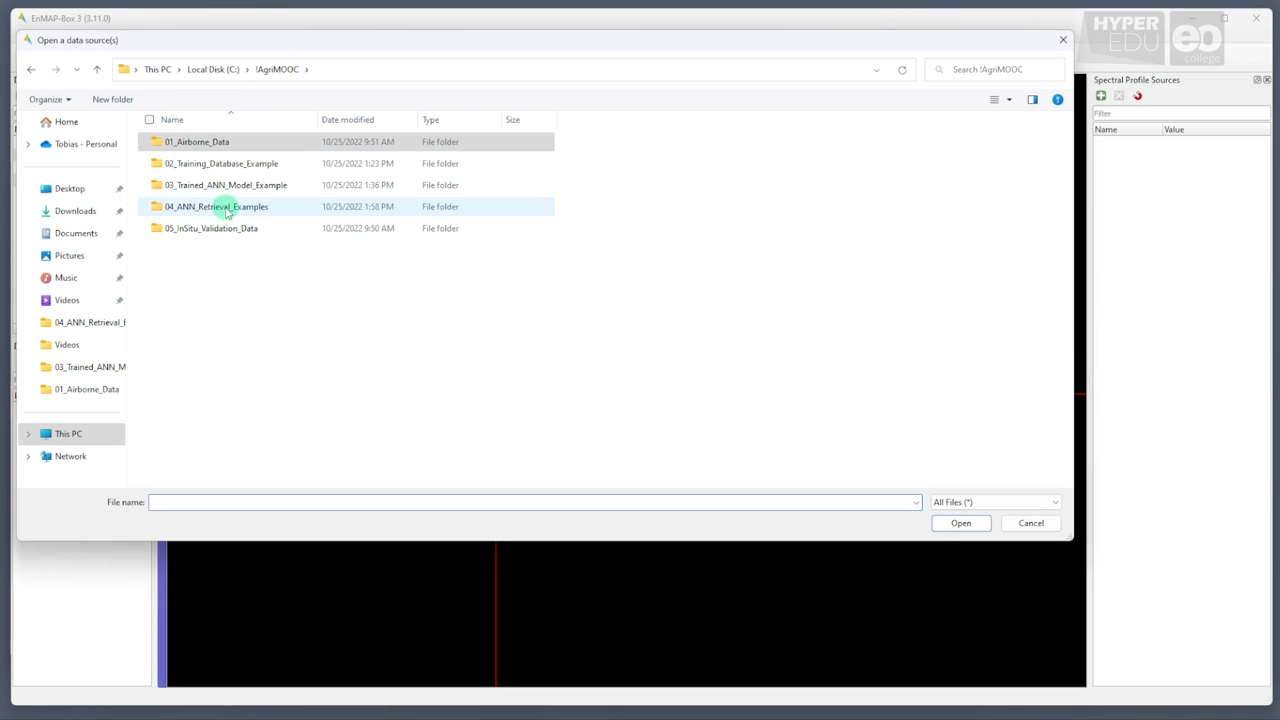 EnMAP-Box 3 (3.11.0)
HYPER
EDU
eo
college
Open a data source(s)
This PC > Local Disk (C:) > !AgriMOOC >
Search !AgriMOOC
Organize
New folder
Name Date modified Type Size
01_Airborne_Data 10/25/2022 9:51 AM File folder
02_Training_Database_Example 10/25/2022 1:23 PM File folder
03_Trained_ANN_Model_Example 10/25/2022 1:36 PM File folder
04_ANN_Retrieval_Examples 10/25/2022 1:58 PM File folder
05_InSitu_Validation_Data 10/25/2022 9:50 AM File folder
Home
Tobias - Personal
Desktop
Downloads
Documents
Pictures
Music
Videos
04_ANN_Retrieval_E
Videos
03_Trained_ANN_M
01_Airborne_Data
This PC
Network
File name:
All Files (*)
Open
Cancel
Spectral Profile Sources
Filter
Name Value